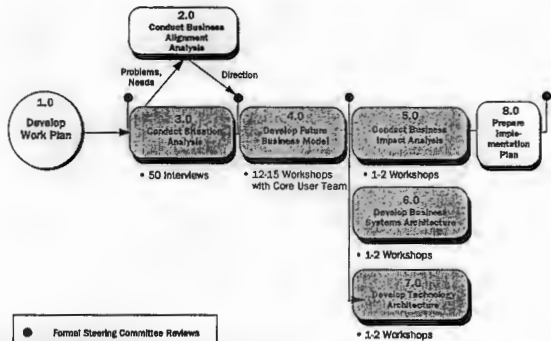 2.0
Conduct Business
Alignment
Analysis
Problems,
Needs
Direction
1.0
Develop
Work Plan
3.0
Conduct Situation
Analysis
4.0
Develop Future
Business Model
5.0
Conduct Business
Impact Analysis
8.0
Prepare
Imple-
mentation
Plan
• 50 Interviews
• 12-15 Workshops
with Core User Team
• 1-2 Workshops
6.0
Develop Business
Systems Architecture
• 1-2 Workshops
7.0
Develop Technology
Architecture
• 1-2 Workshops
Formal Steering Committee Reviews